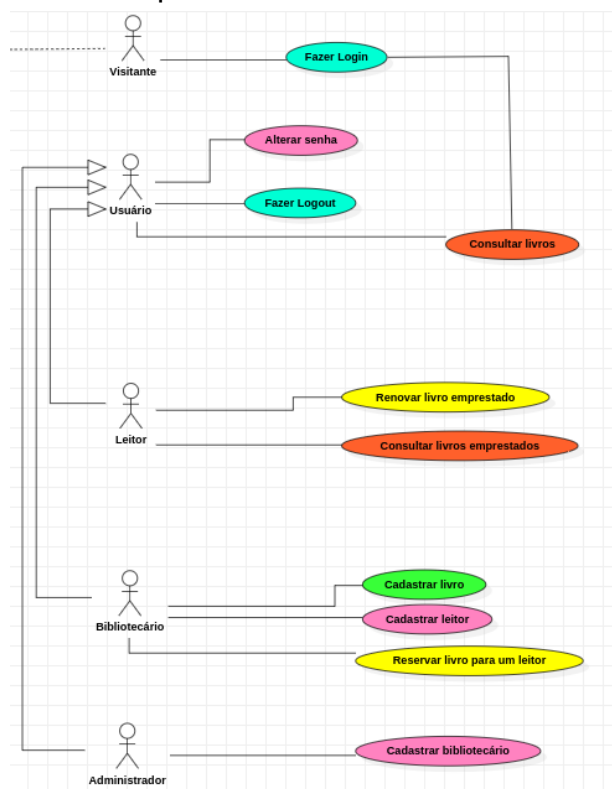 Fazer Login
Visitante
Alterar senha
Fazer Logout
Usuário
Consultar livros
Renovar livro emprestado
Leitor
Consultar livros emprestados
Cadastrar livro
Cadastrar leitor
Bibliotecário
Reservar livro para um leitor
Cadastrar bibliotecário
Administrador